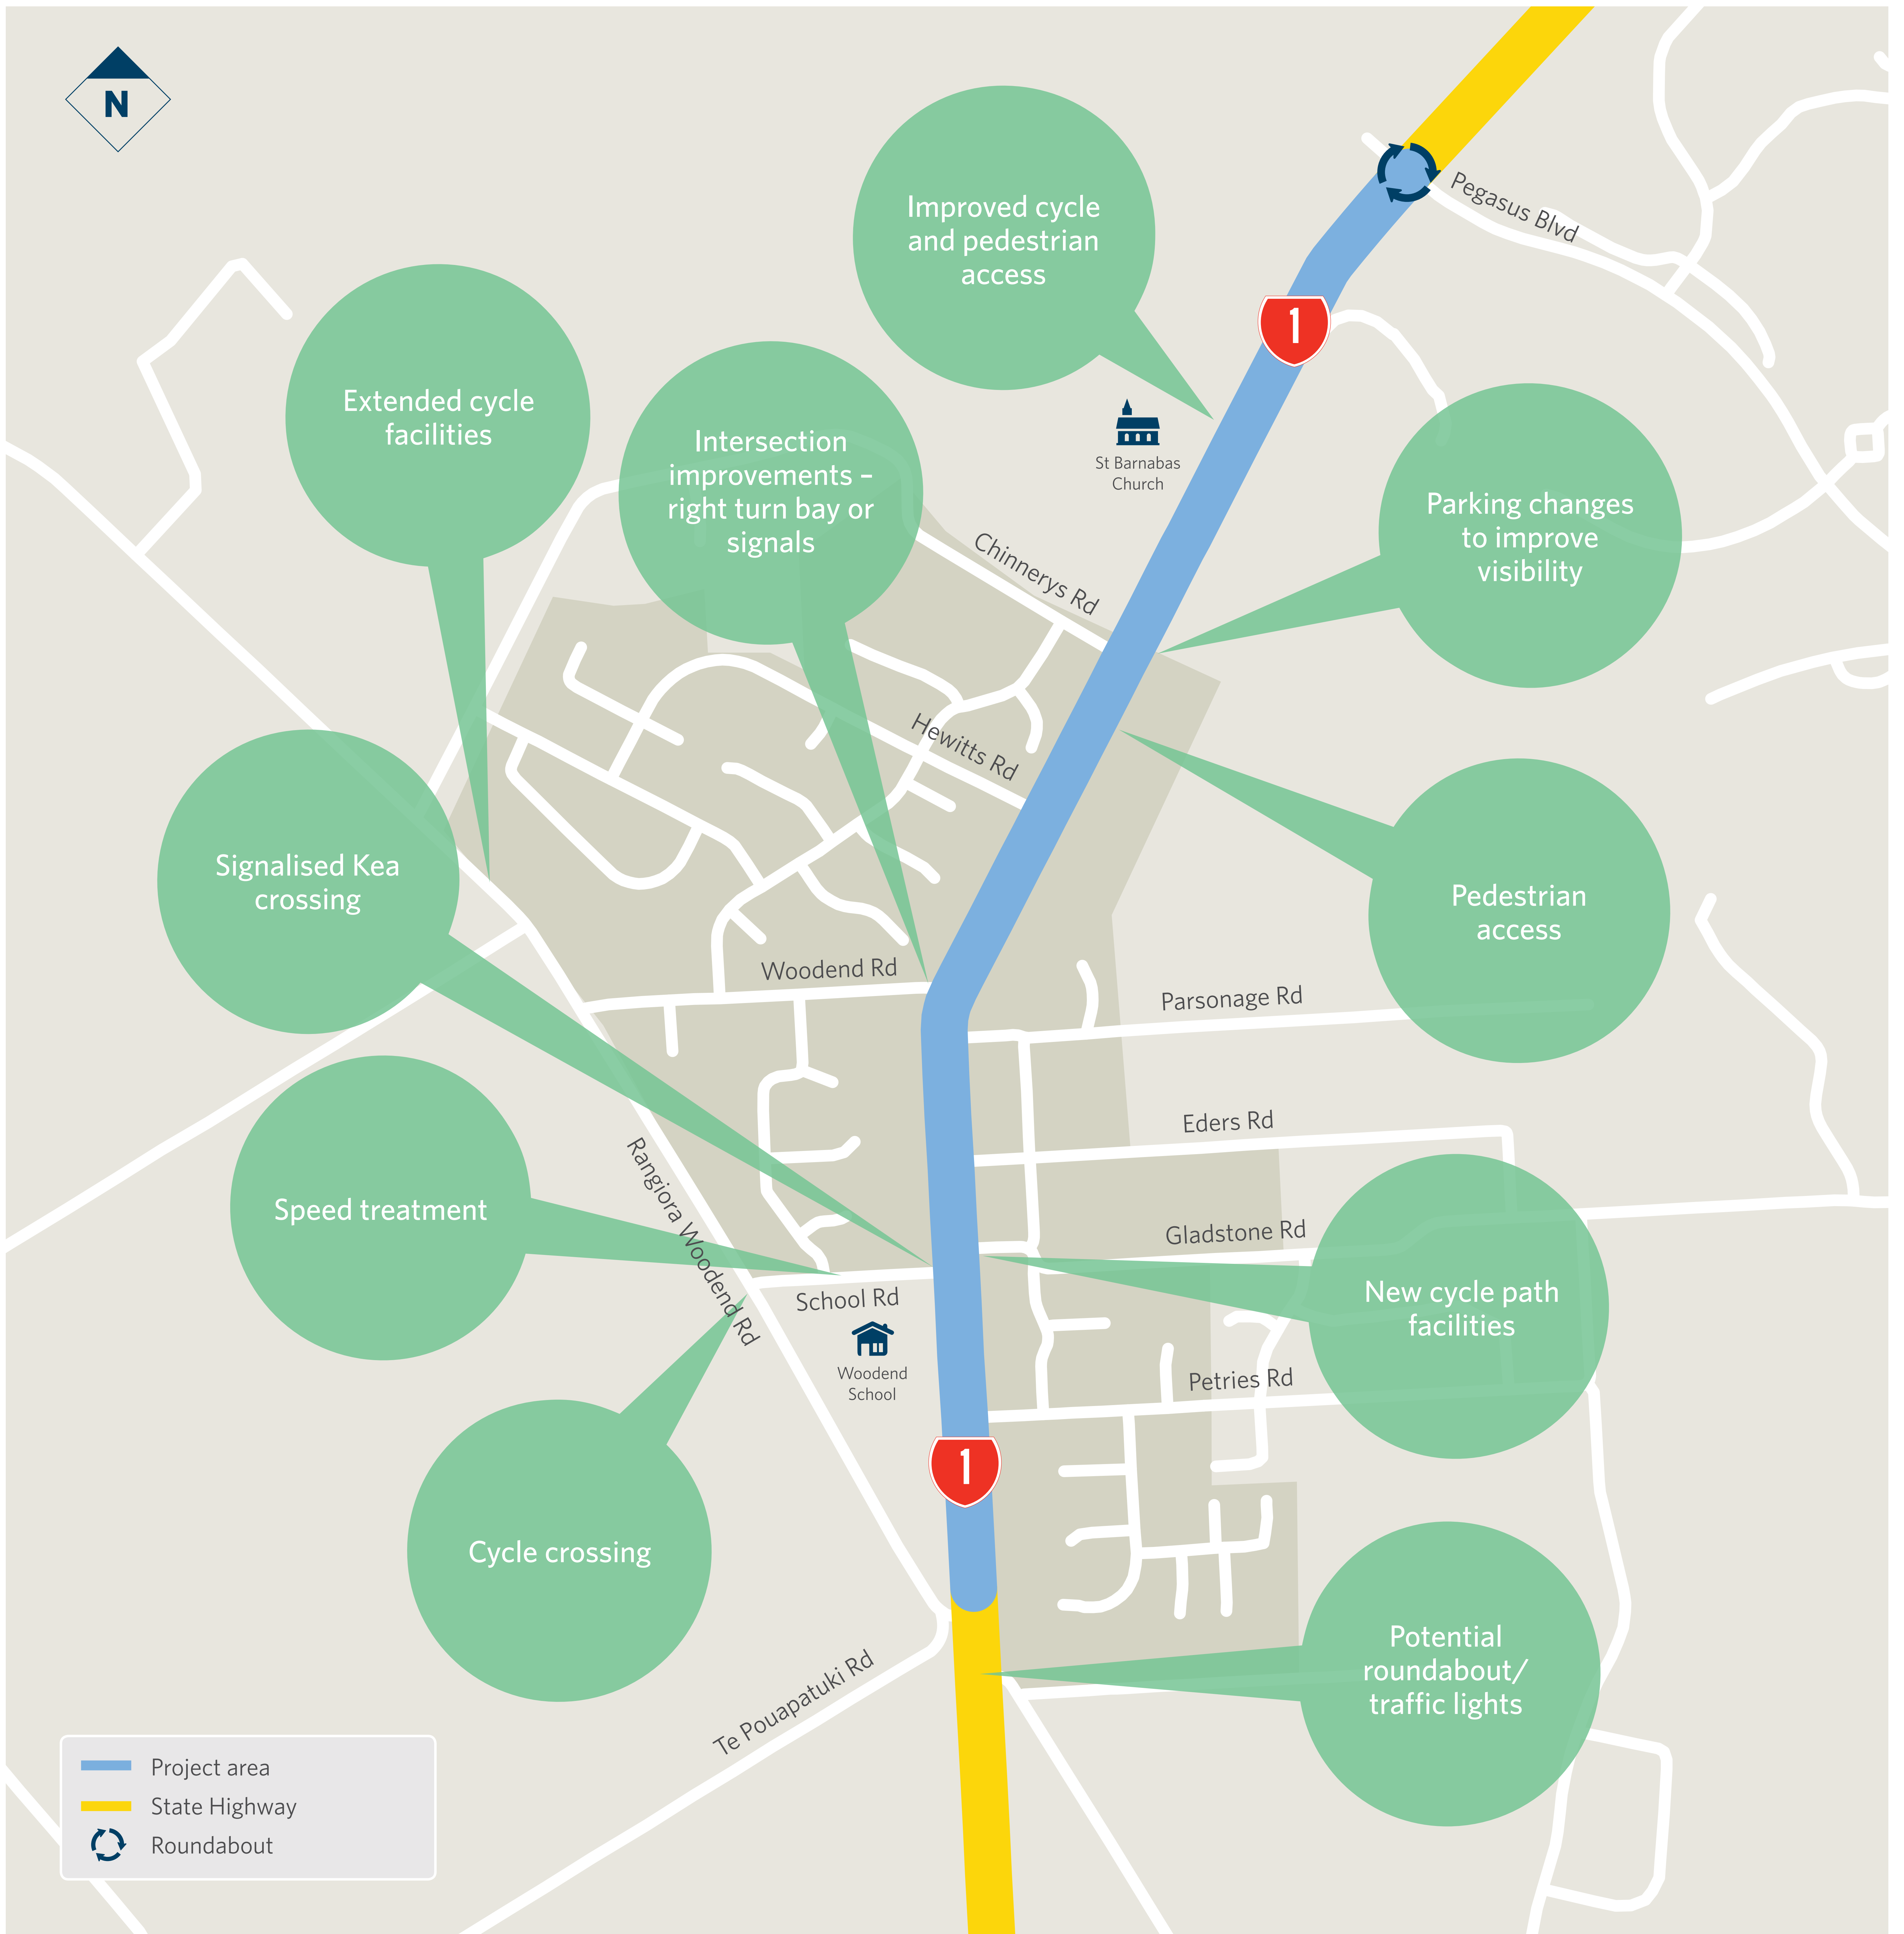 N
Improved cycle
and pedestrian
access
Pegasus Blvd
1
Extended cycle
facilities
Intersection
improvements –
right turn bay or
signals
St Barnabas
Church
Parking changes
to improve
visibility
Chinnerys Rd
Hewitts Rd
Signalised Kea
crossing
Pedestrian
access
Woodend Rd
Parsonage Rd
Eders Rd
Speed treatment
Rangiora Woodend Rd
Gladstone Rd
School Rd
New cycle path
facilities
Woodend
School
Petries Rd
1
Cycle crossing
Potential
roundabout/
traffic lights
Te Pouapatuki Rd
Project area
State Highway
Roundabout